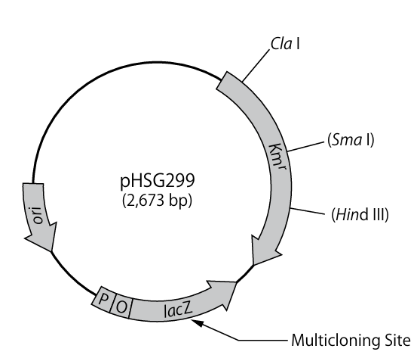 Cla I
Kmr
(Sma I)
(Hind III)
pHSG299
(2,673 bp)
ori
P
O
lacZ
Multicloning Site